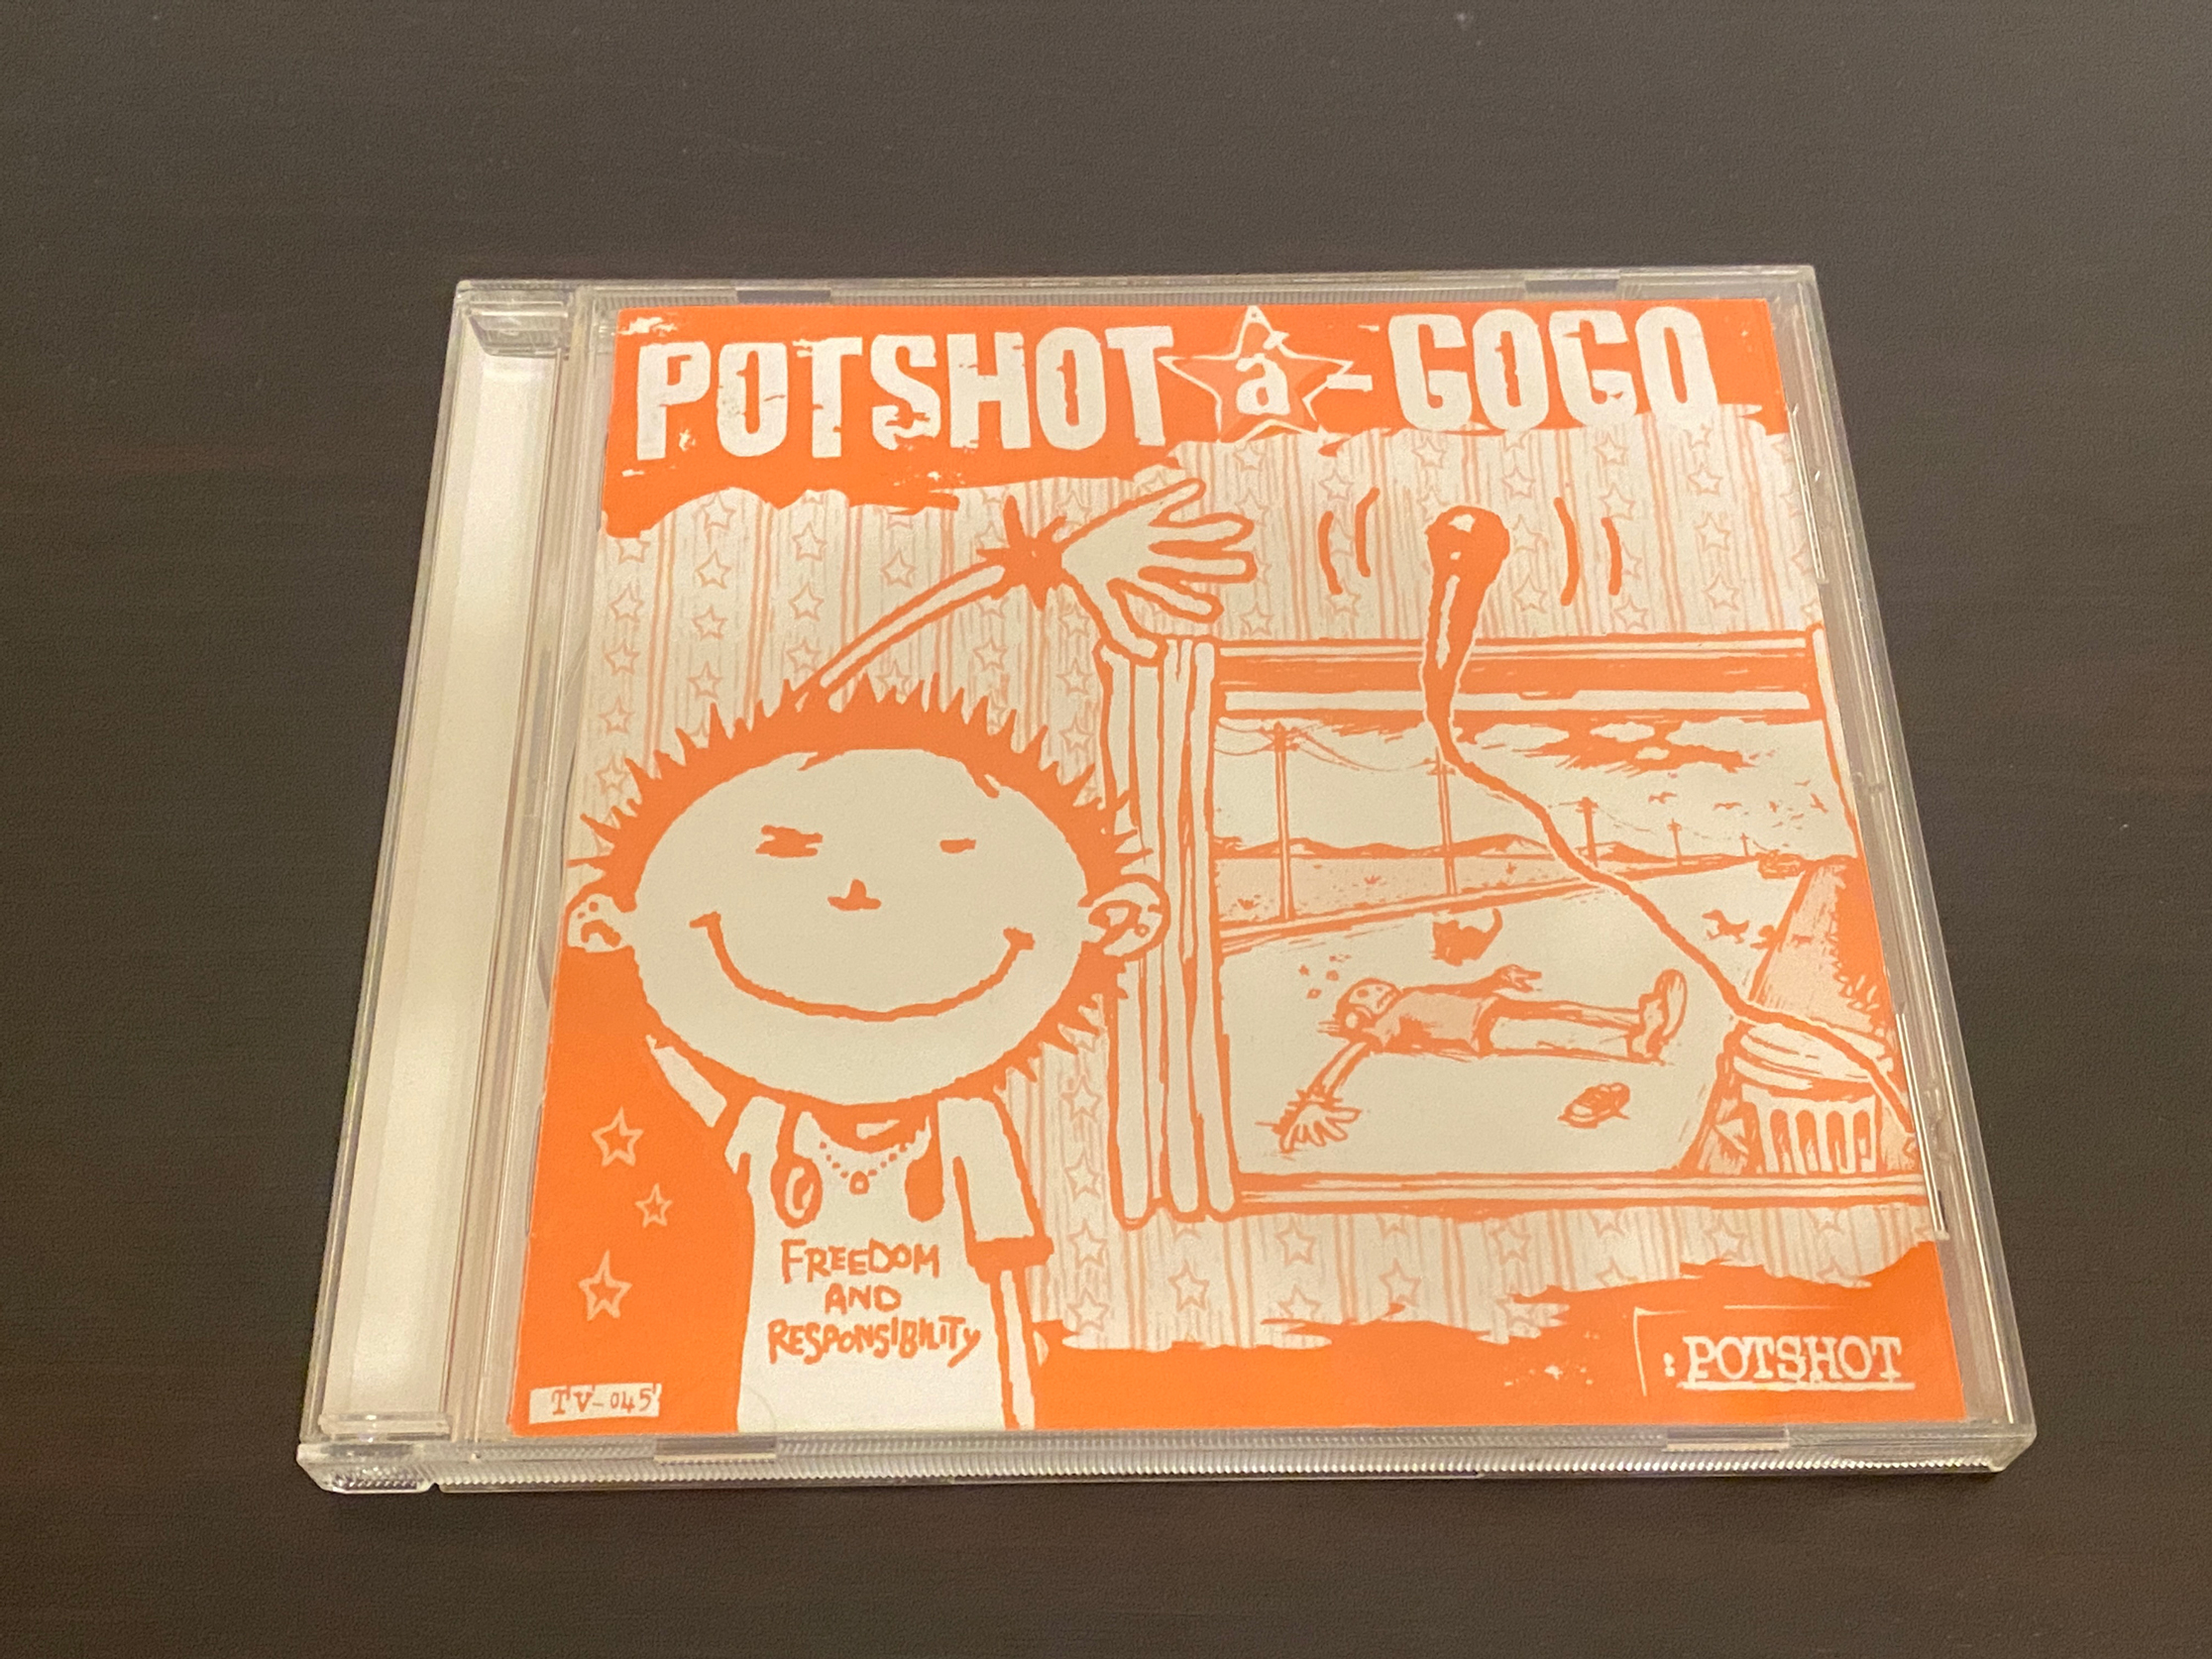 POTSHOT à-GOGO
FREEDOM
AND
RESPONSIBILITY
TV-045
:POTSHOT